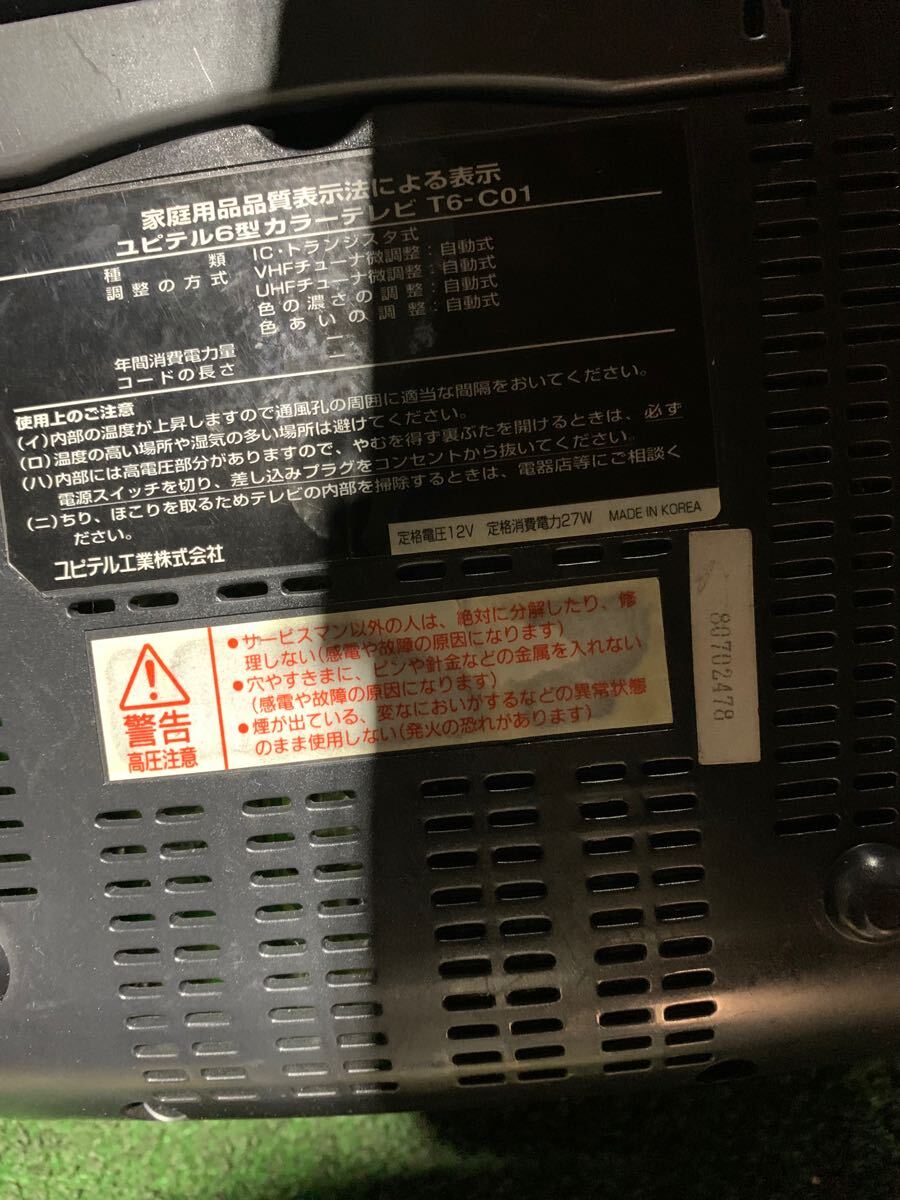 家庭用品品質表示法による表示
ユピテル6型カラーテレビ T6-C01
種類 IC・トランジスタ式
調整の方式 VHFチューナ微調整:自動式
UHFチューナ微調整:自動式
色の濃さの調整:自動式
色あいの調整:自動式
年間消費電力量 ―
コードの長さ ―
使用上のご注意
(イ)内部の温度が上昇しますので通風孔の周囲に適当な間隔をおいてください。
(ロ)温度の高い場所や湿気の多い場所は避けてください。
(ハ)内部には高電圧部分がありますので、やむを得ず裏ぶたを開けるときは、必ず
電源スイッチを切り、差し込みプラグをコンセントから抜いてください。
(ニ)ちり、ほこりを取るためテレビの内部を掃除するときは、電器店等にご相談く
ださい。
ユピテル工業株式会社
定格電圧12V 定格消費電力27W MADE IN KOREA
警告
高圧注意
●サービスマン以外の人は、絶対に分解したり、修
理しない(感電や故障の原因になります)
●穴やすきまに、ピンや針金などの金属を入れない
(感電や故障の原因になります)
●煙が出ている、変なにおいがするなどの異常状態
のまま使用しない(発火の恐れがあります)
80702478